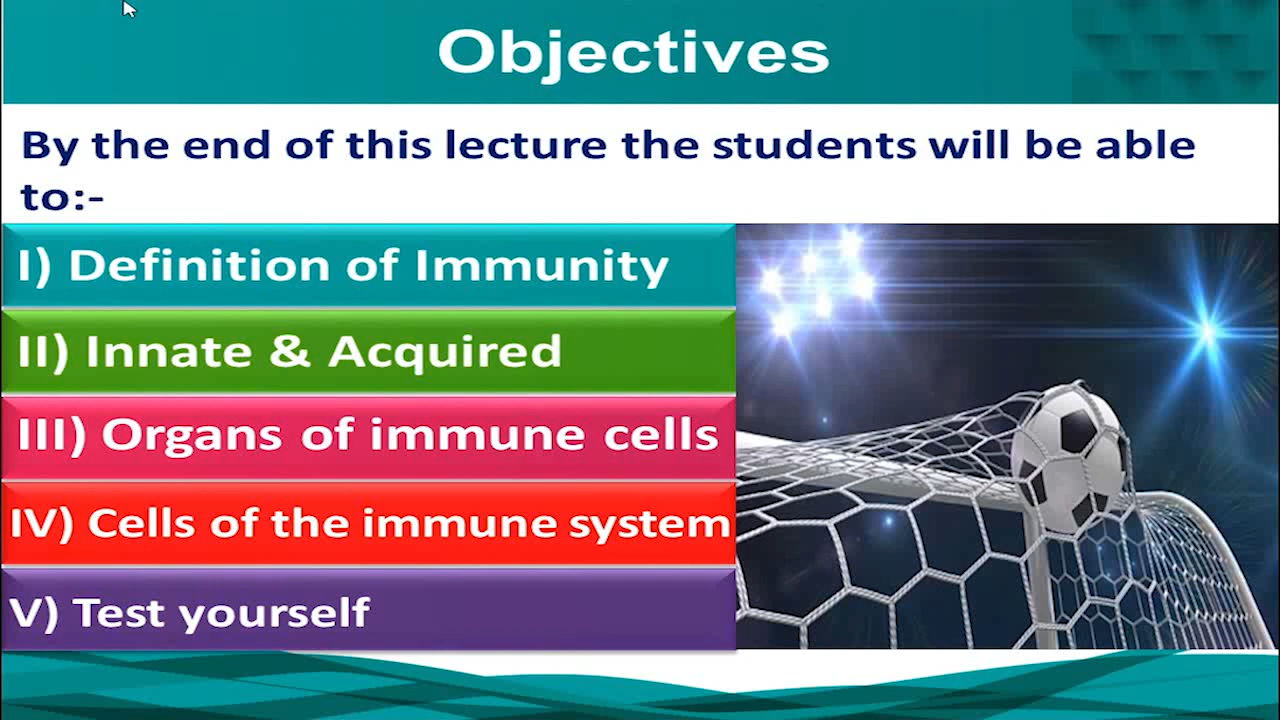 Objectives
By the end of this lecture the students will be able
to:-
I) Definition of Immunity
II) Innate & Acquired
III) Organs of immune cells
IV) Cells of the immune system
V) Test yourself